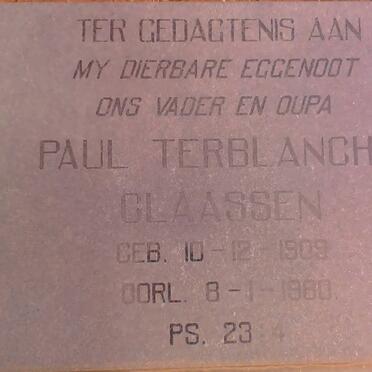 TER GEDAGTENIS AAN
MY DIERBARE EGGENOOT
ONS VADER EN OUPA
PAUL TERBLANCH
CLAASSEN
GEB. 10-12-1909
OORL. 8-1-1980.
PS. 23:4